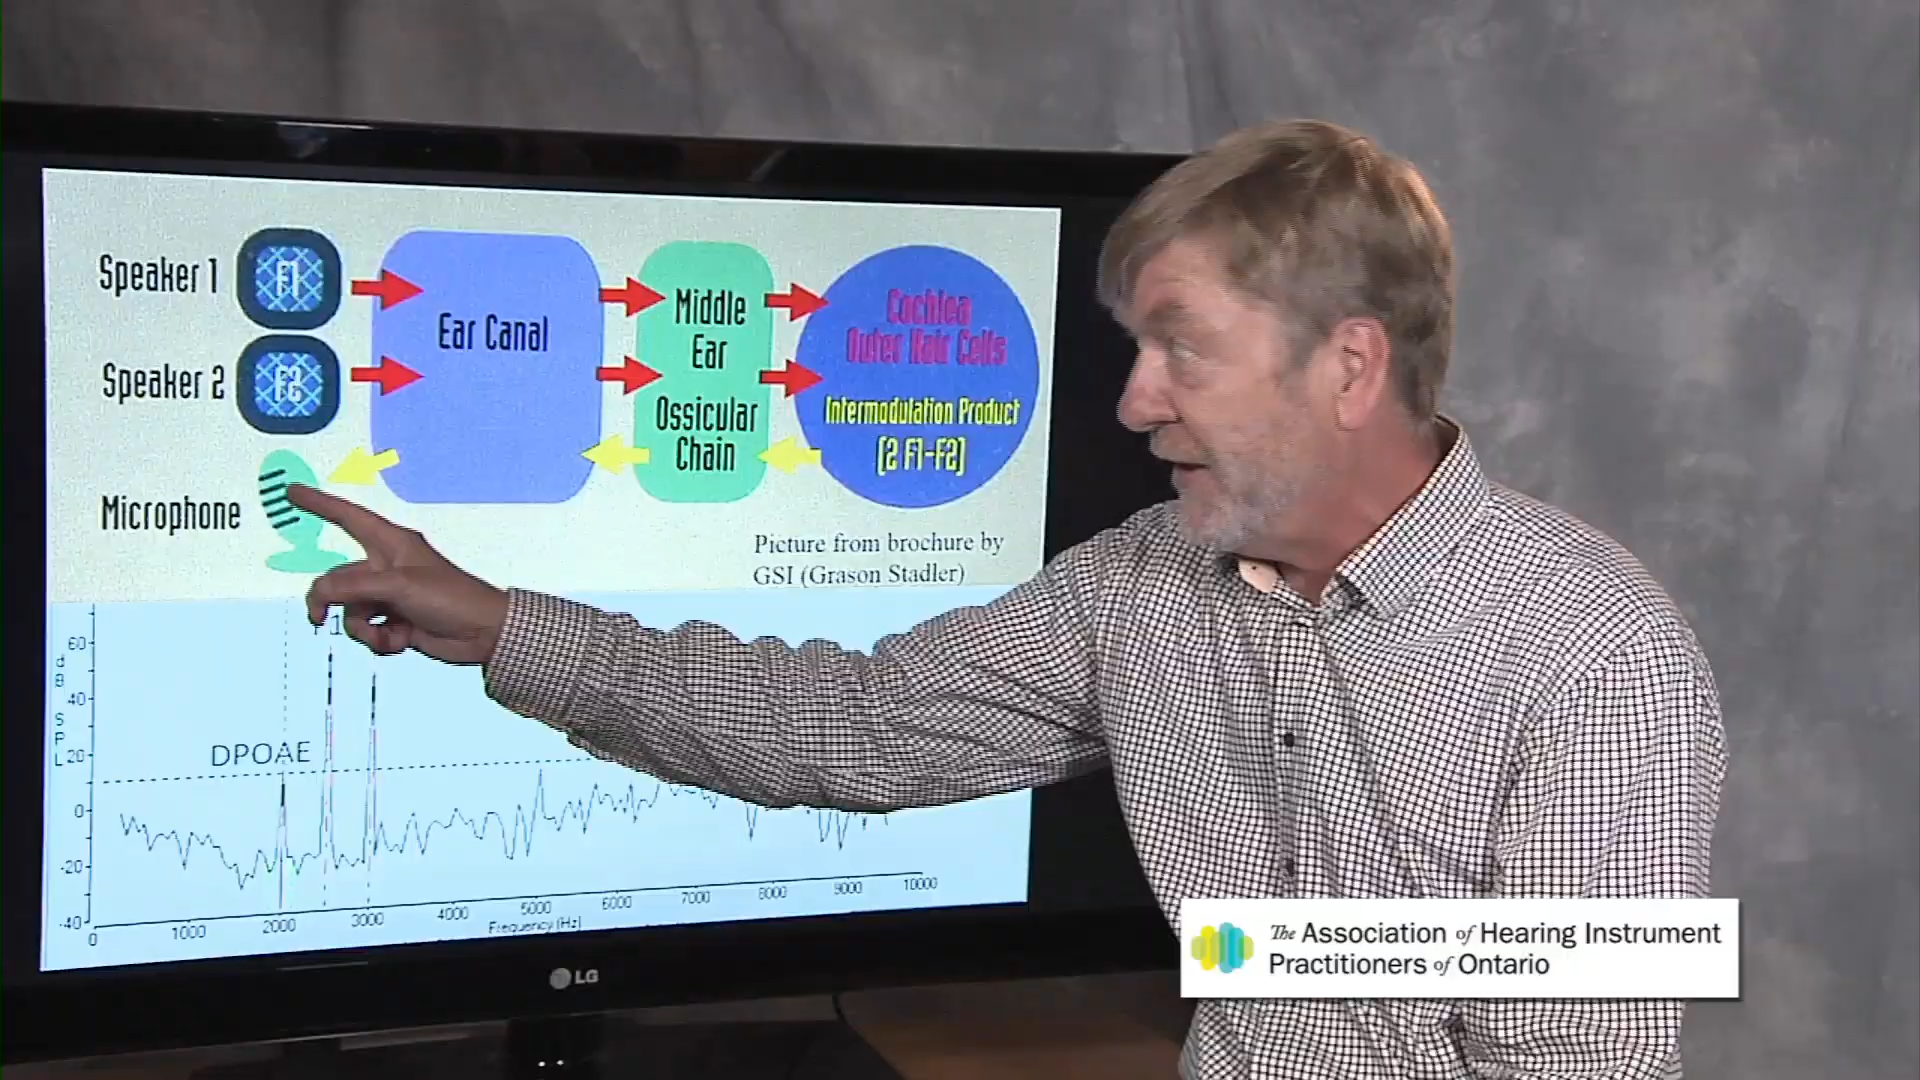 Speaker 1
F1
Ear Canal
Middle
Ear
Cochlea
Outer Hair Cells
Speaker 2
F2
Ossicular
Chain
Intermodulation Product
(2 F1-F2)
Microphone
Picture from brochure by
GSI (Grason Stadler)
60
40
20
0
-20
-40
dB SPL
DPOAE
0 1000 2000 3000 4000 5000 6000 7000 8000 9000 10000
Frequency (Hz)
LG
The Association of Hearing Instrument
Practitioners of Ontario